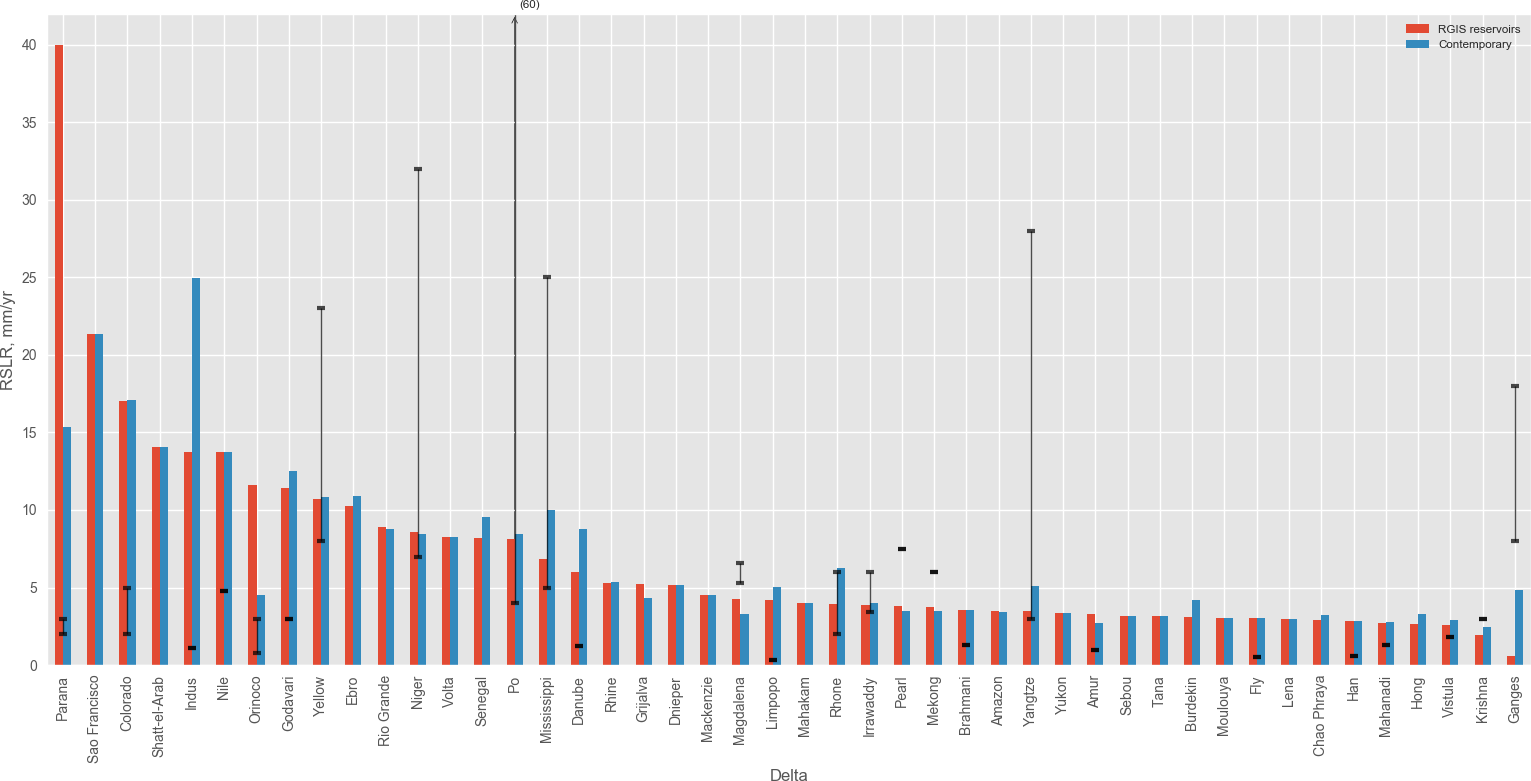 (60)
RGIS reservoirs
Contemporary
40
35
30
25
20
15
10
5
0
RSLR, mm/yr
Parana
Sao Francisco
Colorado
Shatt-el-Arab
Indus
Nile
Orinoco
Godavari
Yellow
Ebro
Rio Grande
Niger
Volta
Senegal
Po
Mississippi
Danube
Rhine
Grijalva
Dnieper
Mackenzie
Magdalena
Limpopo
Mahakam
Rhone
Irrawaddy
Pearl
Mekong
Brahmani
Amazon
Yangtze
Yukon
Amur
Sebou
Tana
Burdekin
Moulouya
Fly
Lena
Chao Phraya
Han
Mahanadi
Hong
Vistula
Krishna
Ganges
Delta